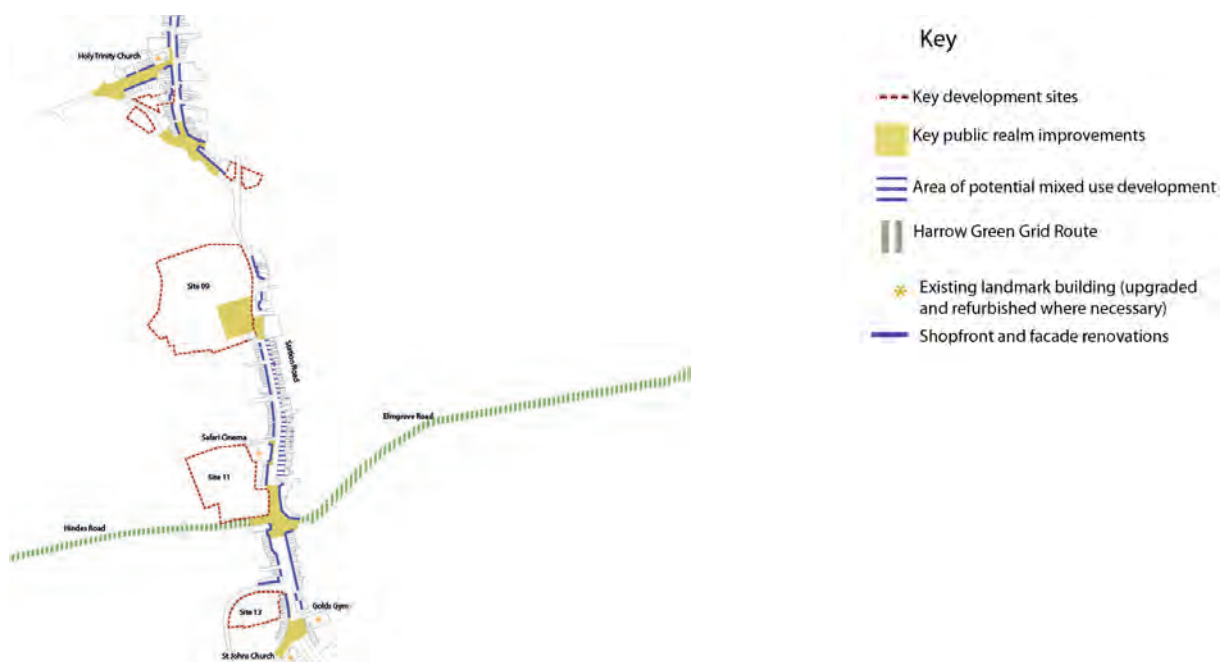 Key
Key development sites
Key public realm improvements
Area of potential mixed use development
Harrow Green Grid Route
Existing landmark building (upgraded
and refurbished where necessary)
Shopfront and facade renovations
Holy Trinity Church
Site 09
Station Road
Elmgrove Road
Safari Cinema
Site 11
Hindes Road
Site 13
Golds Gym
St Johns Church